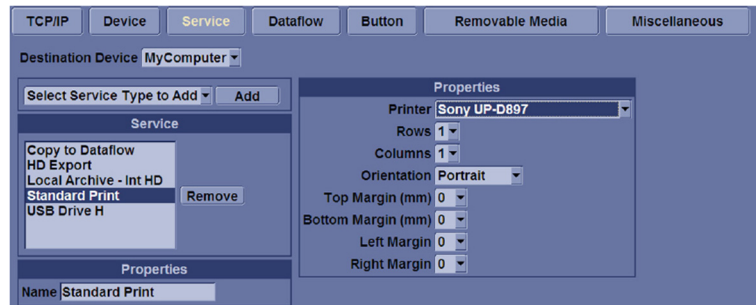 TCP/IP Device Service Dataflow Button Removable Media Miscellaneous
Destination Device MyComputer
Select Service Type to Add Add
Service
Copy to Dataflow
HD Export
Local Archive - Int HD
Standard Print
USB Drive H
Remove
Properties
Name Standard Print
Properties
Printer Sony UP-D897
Rows 1
Columns 1
Orientation Portrait
Top Margin (mm) 0
Bottom Margin (mm) 0
Left Margin 0
Right Margin 0